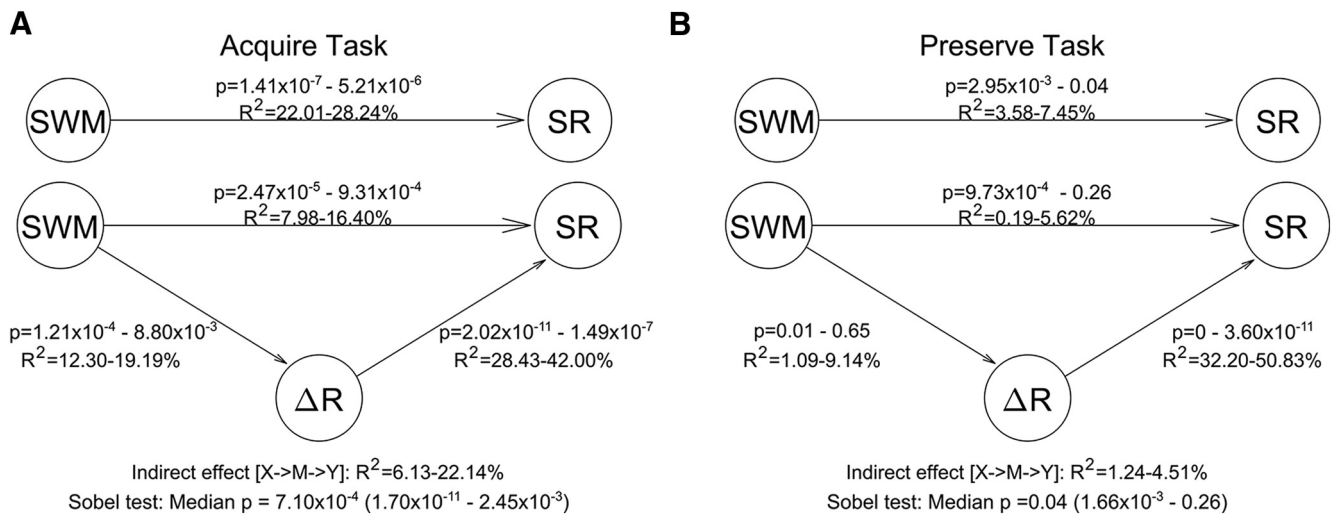 A
Acquire Task
p=1.41x10⁻⁷ - 5.21x10⁻⁶
R²=22.01-28.24%
SWM
SR
p=2.47x10⁻⁵ - 9.31x10⁻⁴
R²=7.98-16.40%
SWM
SR
p=1.21x10⁻⁴ - 8.80x10⁻³
R²=12.30-19.19%
p=2.02x10⁻¹¹ - 1.49x10⁻⁷
R²=28.43-42.00%
ΔR
Indirect effect [X->M->Y]: R²=6.13-22.14%
Sobel test: Median p = 7.10x10⁻⁴ (1.70x10⁻¹¹ - 2.45x10⁻³)
B
Preserve Task
p=2.95x10⁻³ - 0.04
R²=3.58-7.45%
SWM
SR
p=9.73x10⁻⁴ - 0.26
R²=0.19-5.62%
SWM
SR
p=0.01 - 0.65
R²=1.09-9.14%
p=0 - 3.60x10⁻¹¹
R²=32.20-50.83%
ΔR
Indirect effect [X->M->Y]: R²=1.24-4.51%
Sobel test: Median p =0.04 (1.66x10⁻³ - 0.26)